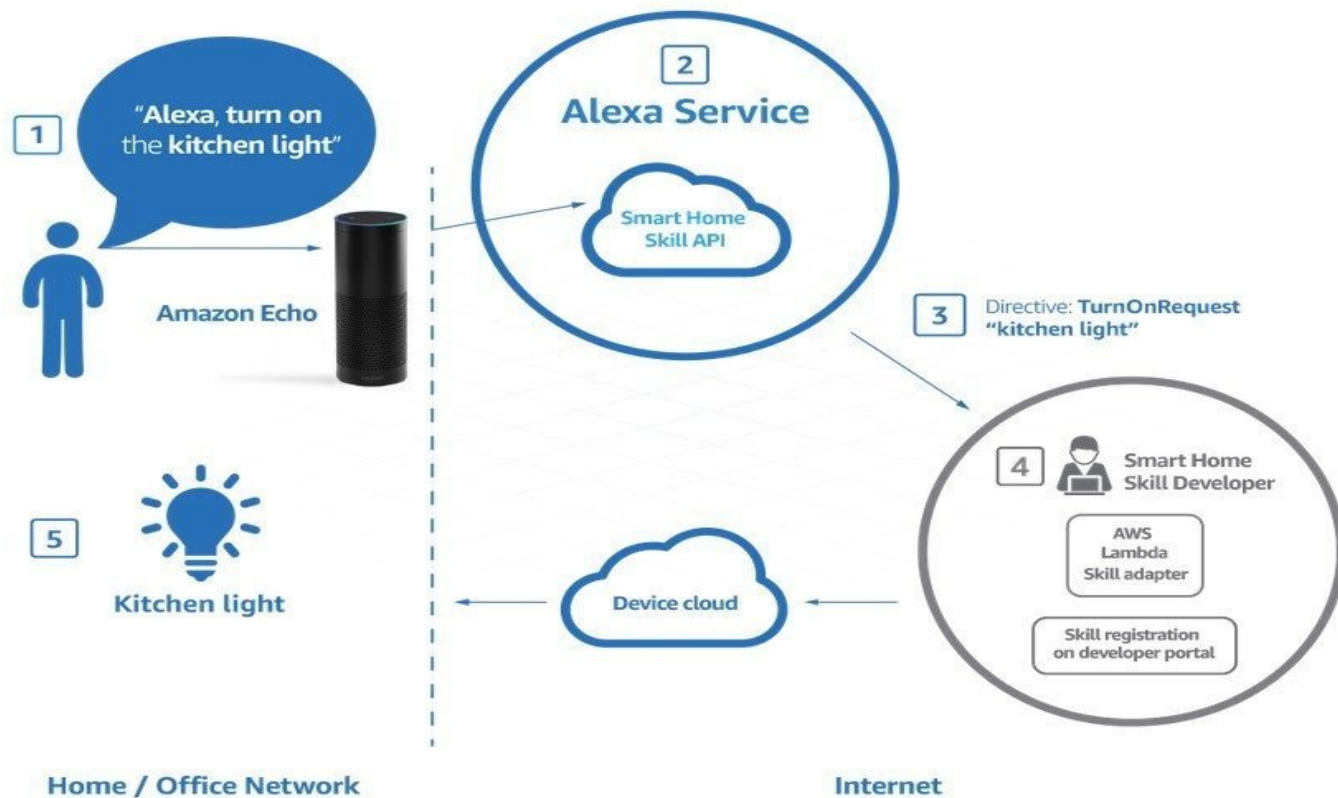 1
“Alexa, turn on
the kitchen light”
Amazon Echo
2
Alexa Service
Smart Home
Skill API
3
Directive: TurnOnRequest
“kitchen light”
4
Smart Home
Skill Developer
AWS
Lambda
Skill adapter
Skill registration
on developer portal
Device cloud
5
Kitchen light
Home / Office Network
Internet